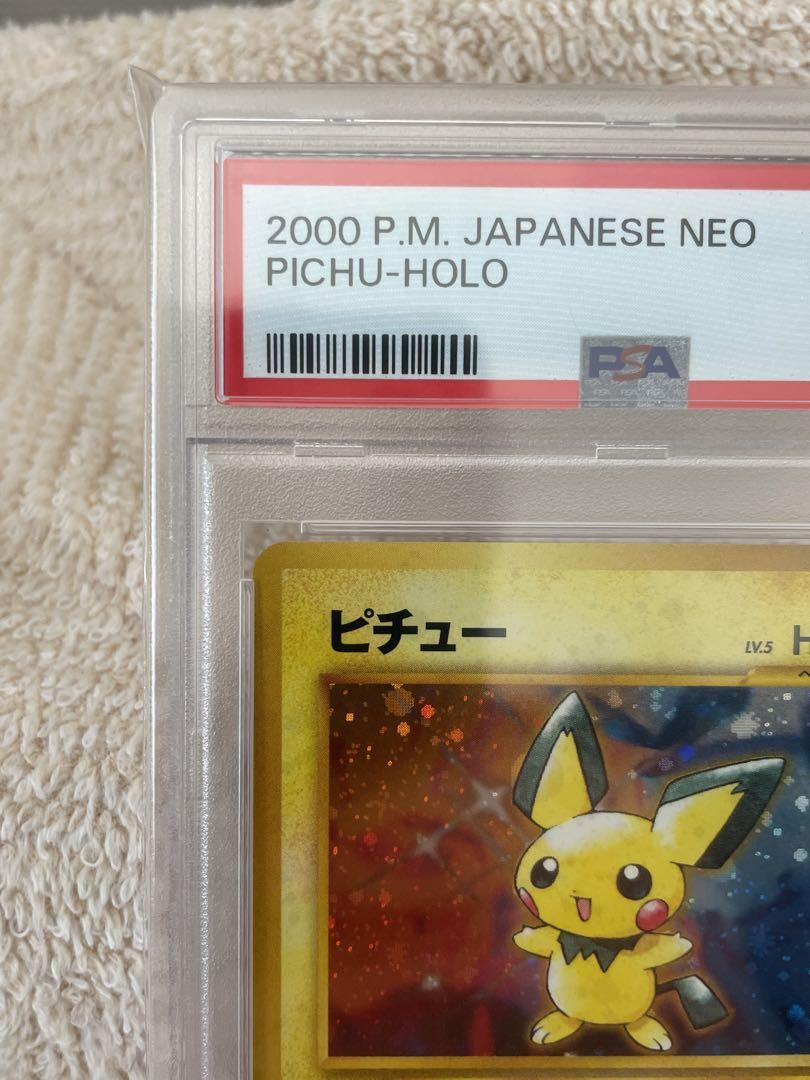 2000 P.M. JAPANESE NEO
PICHU-HOLO
PSA
ピチュー
LV.5 H